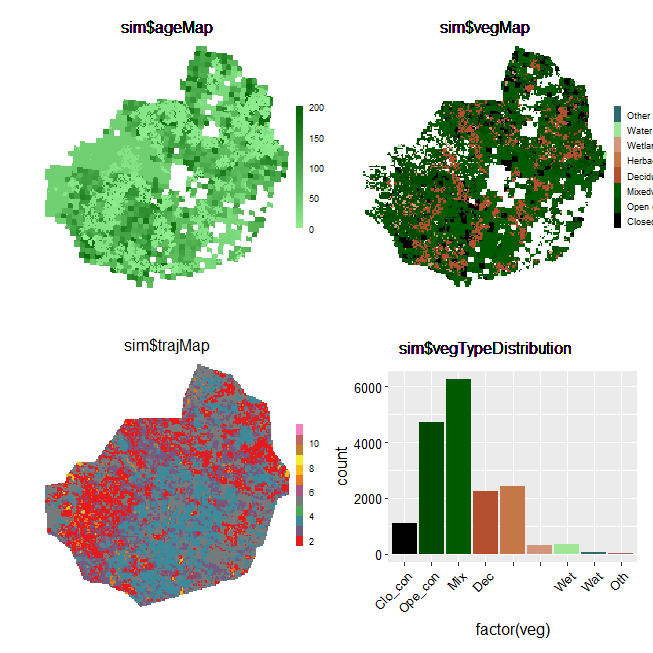 sim$ageMap
200
150
100
50
0
sim$vegMap
Other
Water
Wetlan
Herba
Decidu
Mixedw
Open
Closed
sim$trajMap
10
8
6
4
2
sim$vegTypeDistribution
count
6000
4000
2000
0
Clo_con
Ope_con
Mix
Dec
Wet
Wat
Oth
factor(veg)